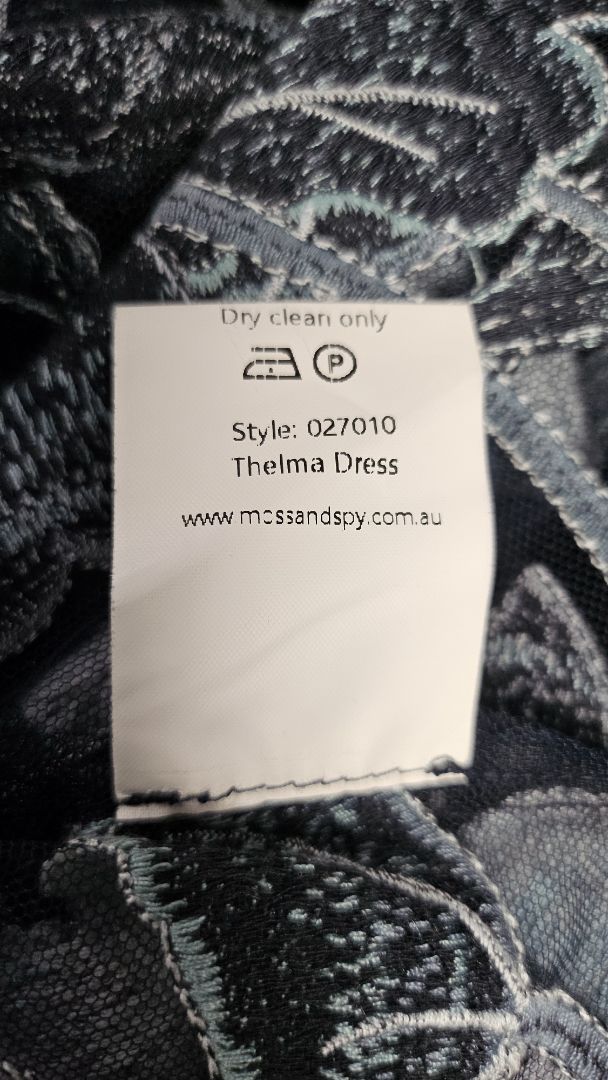 Dry clean only
P
Style: 027010
Thelma Dress
www.mossandspy.com.au